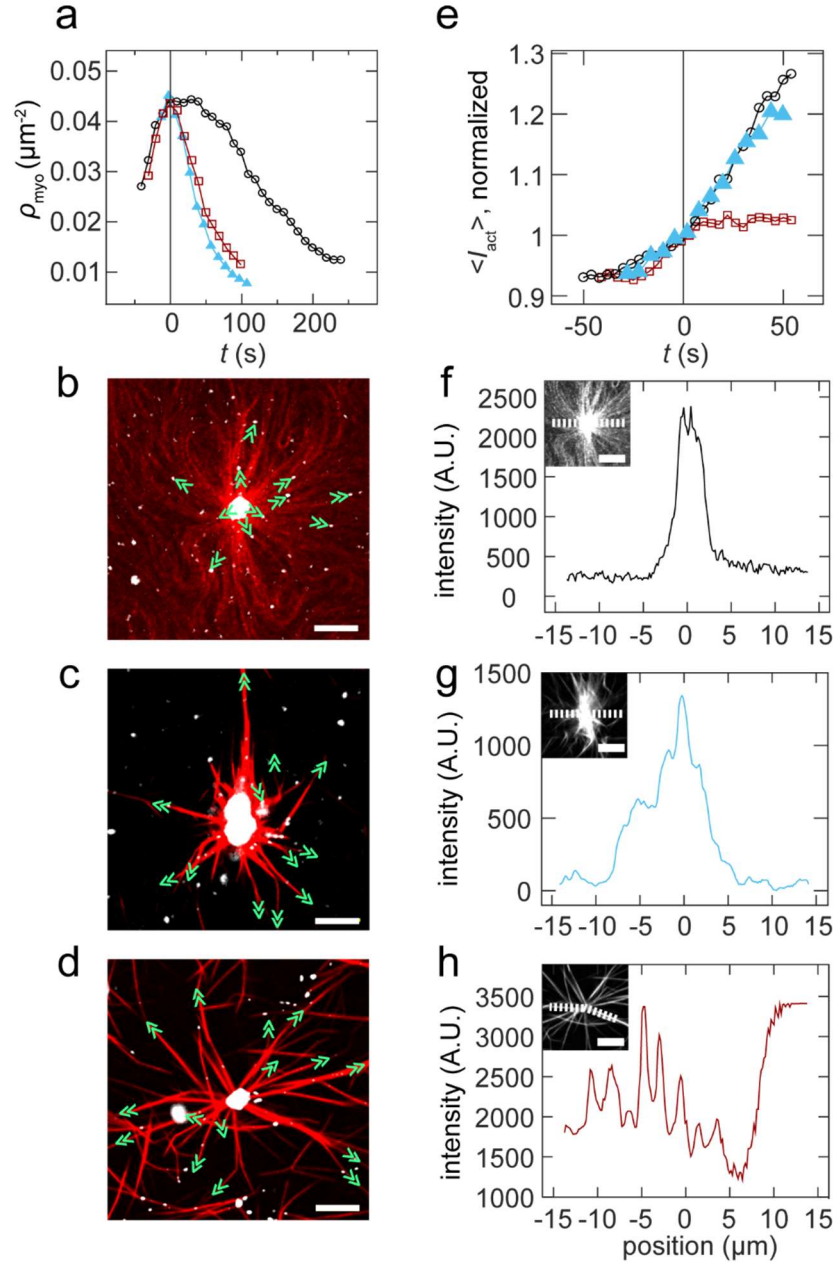 a
0.05
0.04
0.03
0.02
0.01
ρmyo (μm-2)
0 100 200
t (s)
e
1.3
1.2
1.1
1
0.9
<Iact>, normalized
-50 0 50
t (s)
b
f
2500
2000
1500
1000
500
0
intensity (A.U.)
-15 -10 -5 0 5 10 15
c
g
1500
1000
500
0
intensity (A.U.)
-15 -10 -5 0 5 10 15
d
h
3500
3000
2500
2000
1500
1000
intensity (A.U.)
-15 -10 -5 0 5 10 15
position (μm)